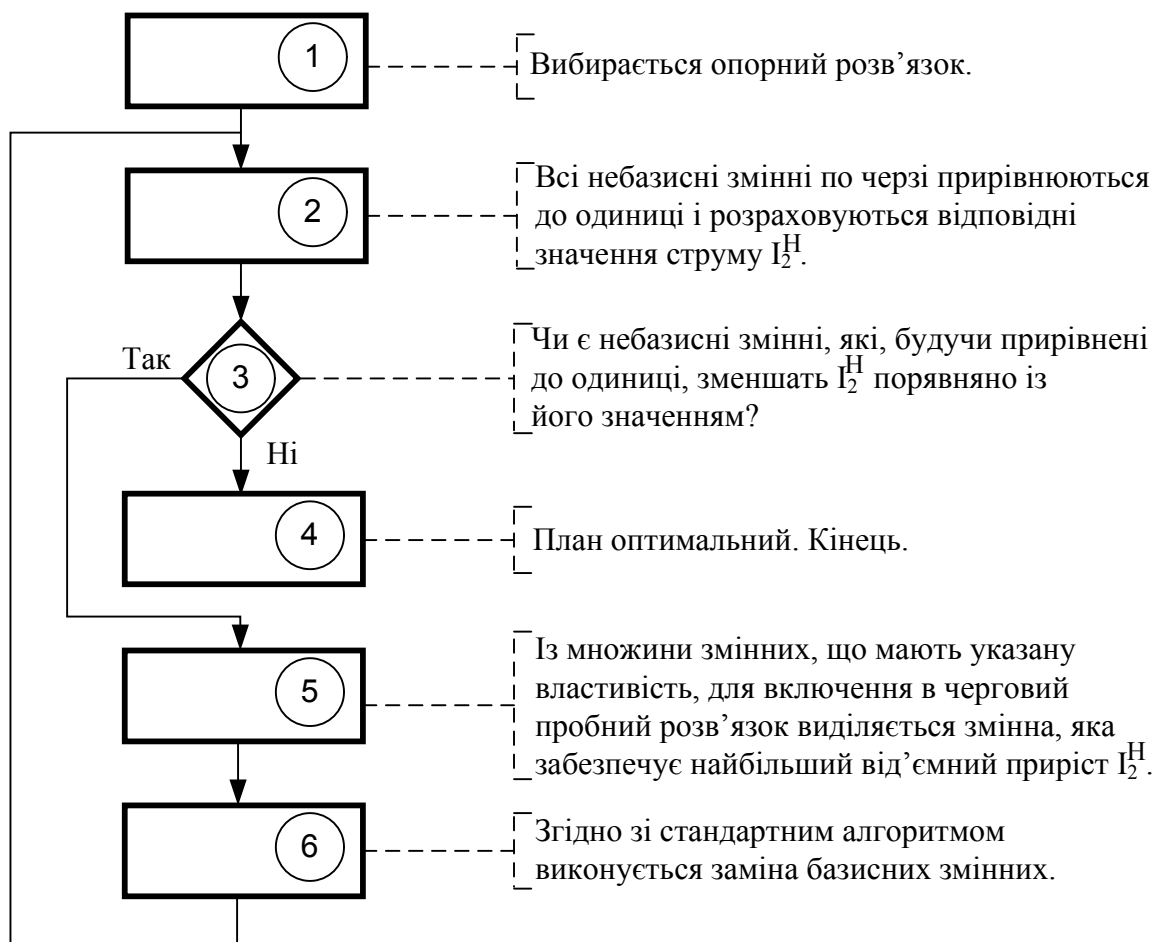 1
Вибирається опорний розв’язок.
2
Всі небазисні змінні по черзі прирівнюються
до одиниці і розраховуються відповідні
значення струму I₂ᴴ.
Так
3
Чи є небазисні змінні, які, будучи прирівнені
до одиниці, зменшать I₂ᴴ порявняно із
його значенням?
Ні
4
План оптимальний. Кінець.
5
Із множини змінних, що мають указану
властивість, для включення в черговий
пробний розв’язок виділяється змінна, яка
забезпечує найбільший від’ємний приріст I₂ᴴ.
6
Згідно зі стандартним алгоритмом
виконується заміна базисних змінних.